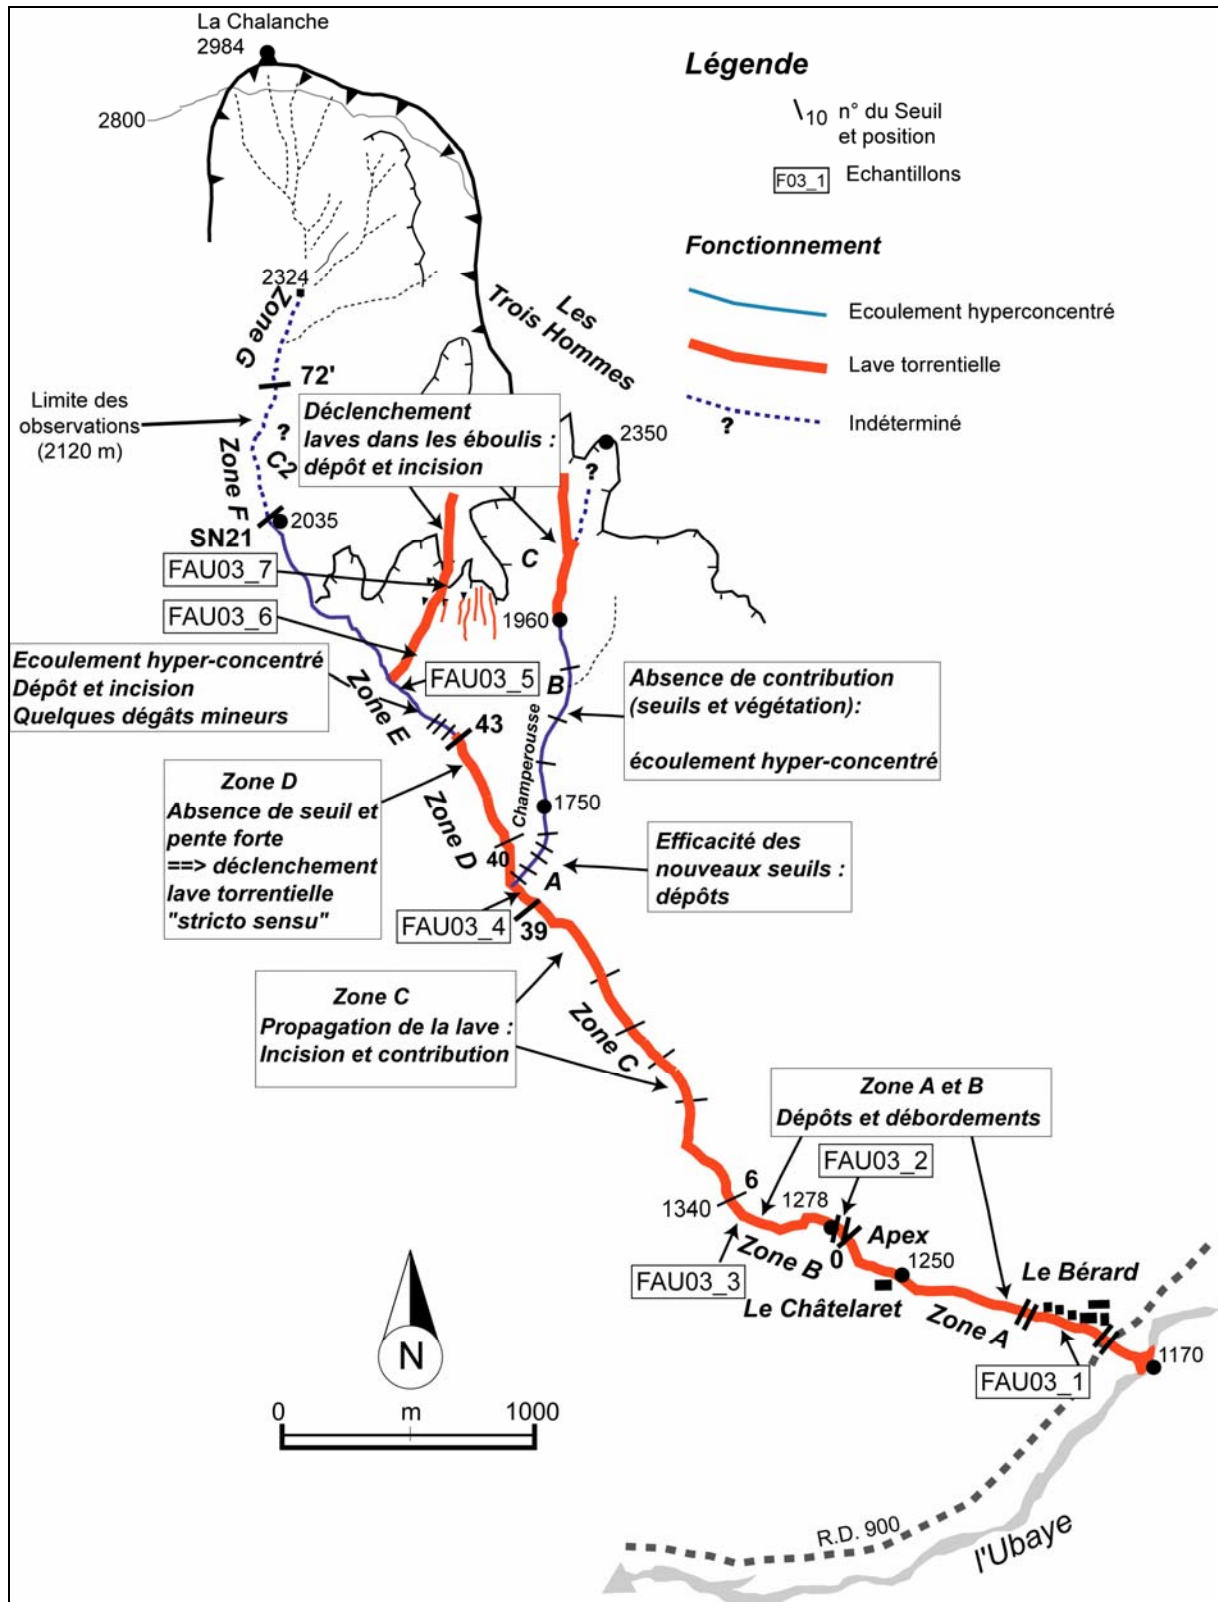 La Chalanche
2984
2800
Légende
10
n° du Seuil
et position
F03_1
Echantillons
Fonctionnement
Ecoulement hyperconcentré
Lave torrentielle
?
Indéterminé
Les
Trois Hommes
2324
Zone G
72'
Limite des
observations
(2120 m)
?
C2
Zone F
Déclenchement
laves dans les éboulis :
dépôt et incision
?
2350
2035
SN21
C
FAU03_7
1960
FAU03_6
Ecoulement hyper-concentré
Dépôt et incision
Quelques dégâts mineurs
FAU03_5
Zone E
43
B
Champerousse
Absence de contribution
(seuils et végétation):
écoulement hyper-concentré
Zone D
Absence de seuil et
pente forte
==> déclenchement
lave torrentielle
"stricto sensu"
Zone D
1750
40
A
Efficacité des
nouveaux seuils :
dépôts
FAU03_4
39
Zone C
Propagation de la lave :
Incision et contribution
Zone C
Zone A et B
Dépôts et débordements
FAU03_2
6
1340
1278
Apex
0
1250
Zone B
FAU03_3
Le Châtelaret
Le Bérard
Zone A
FAU03_1
1170
N
0
m
1000
R.D. 900
l'Ubaye